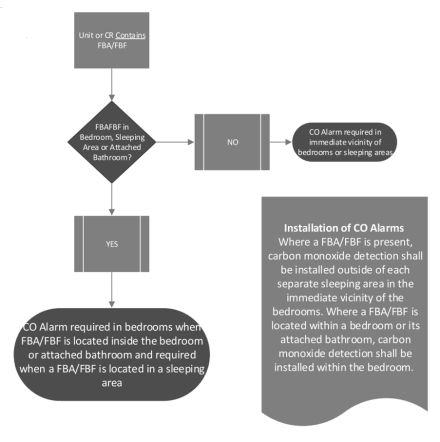 Unit or CR Contains
FBA/FBF
FBAFBF in
Bedroom, Sleeping
Area or Attached
Bathroom?
NO
CO Alarm required in
immediate vicinity of
bedrooms or sleeping areas
YES
CO Alarm required in bedrooms when
FBA/FBF is located inside the bedroom
or attached bathroom and required
when a FBA/FBF is located in a sleeping
area
Installation of CO Alarms
Where a FBA/FBF is present,
carbon monoxide detection shall
be installed outside of each
separate sleeping area in the
immediate vicinity of the
bedrooms. Where a FBA/FBF is
located within a bedroom or its
attached bathroom, carbon
monoxide detection shall be
installed within the bedroom.